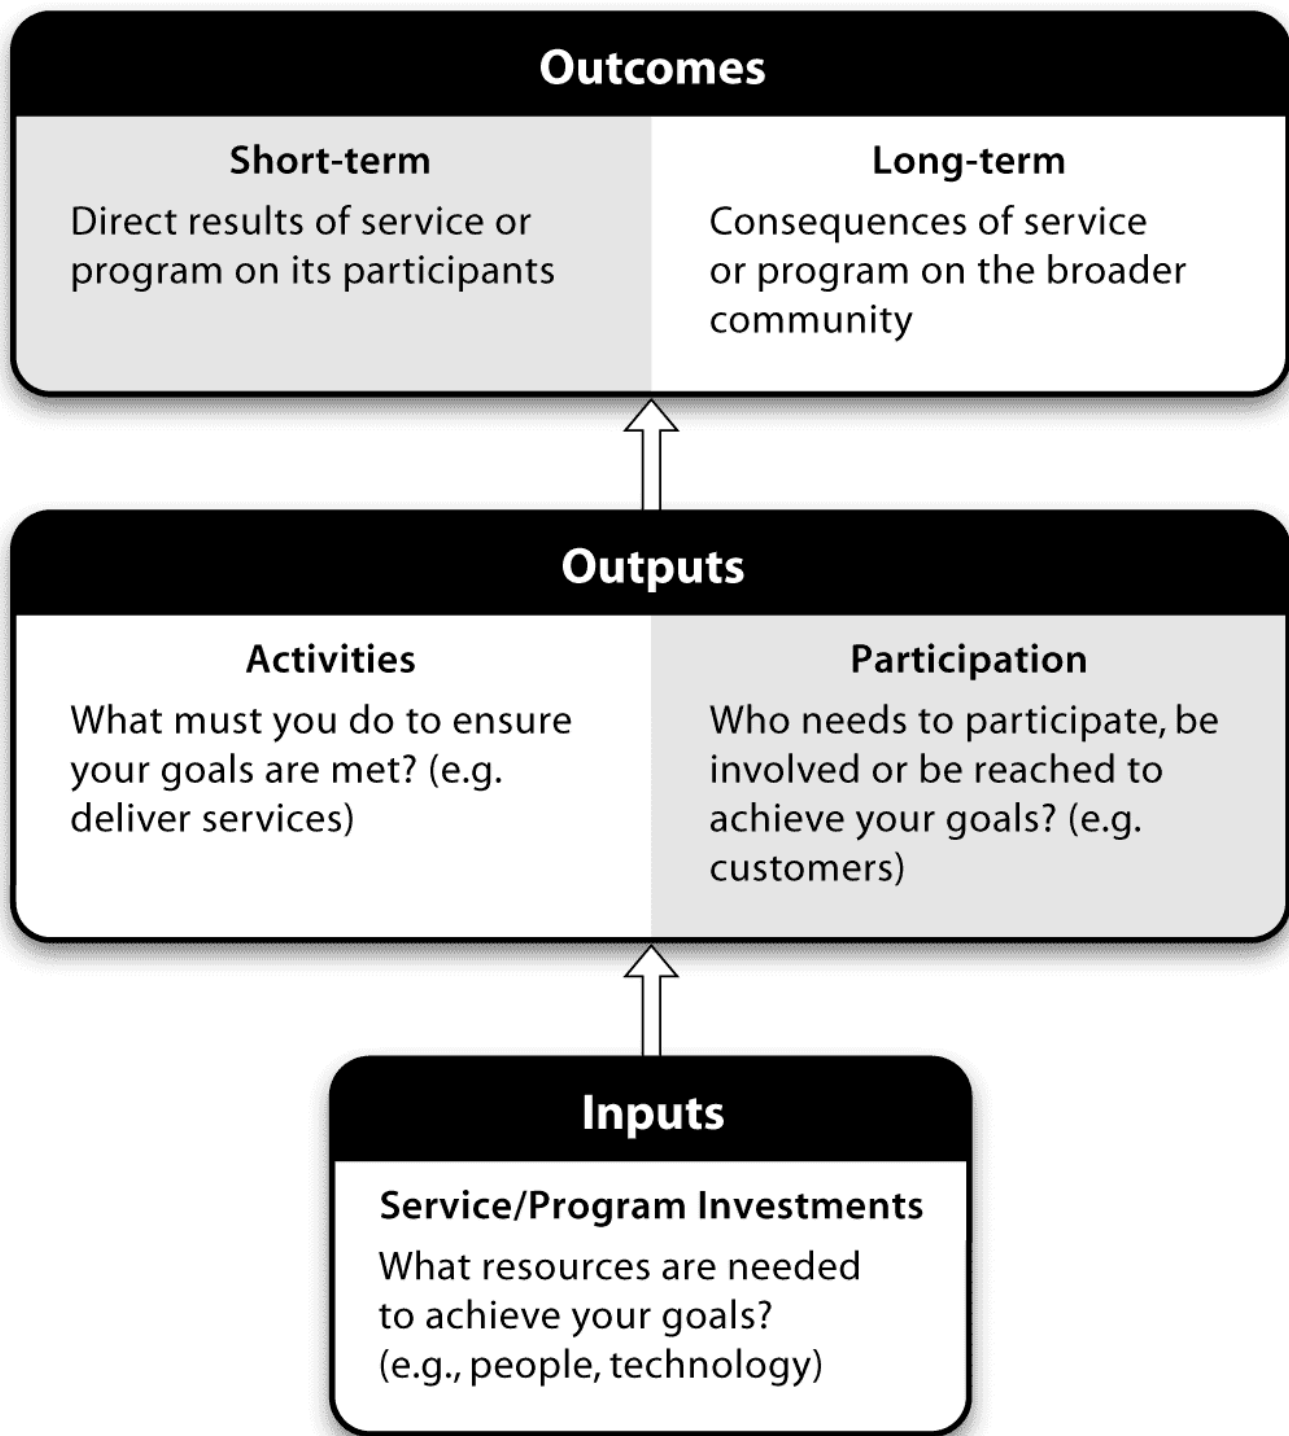 Outcomes
Short-term
Direct results of service or
program on its participants
Long-term
Consequences of service
or program on the broader
community
Outputs
Activities
What must you do to ensure
your goals are met? (e.g.
deliver services)
Participation
Who needs to participate, be
involved or be reached to
achieve your goals? (e.g.
customers)
Inputs
Service/Program Investments
What resources are needed
to achieve your goals?
(e.g., people, technology)